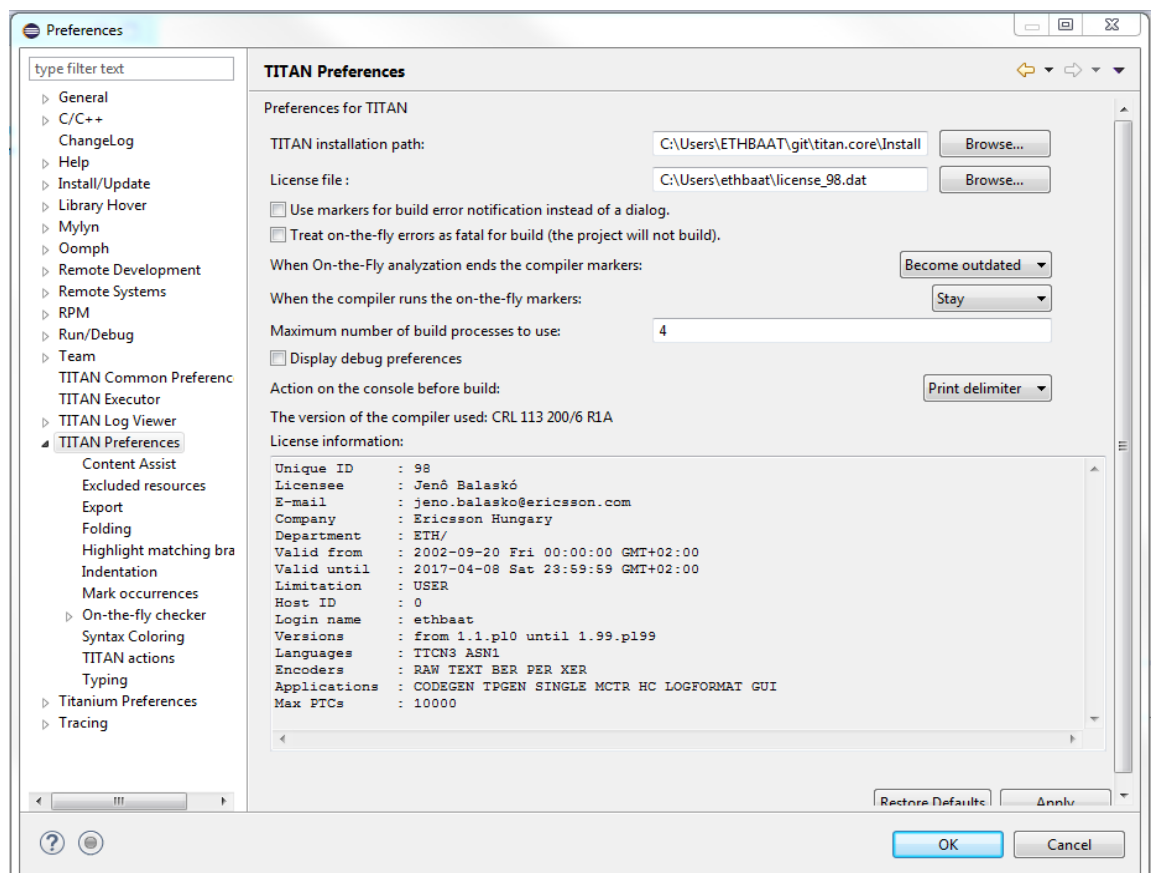 Preferences
type filter text
General
C/C++
ChangeLog
Help
Install/Update
Library Hover
Mylyn
Oomph
Remote Development
Remote Systems
RPM
Run/Debug
Team
TITAN Common Preferenc
TITAN Executor
TITAN Log Viewer
TITAN Preferences
Content Assist
Excluded resources
Export
Folding
Highlight matching bra
Indentation
Mark occurrences
On-the-fly checker
Syntax Coloring
TITAN actions
Typing
Titanium Preferences
Tracing
TITAN Preferences
Preferences for TITAN
TITAN installation path: C:\Users\ETHBAAT\git\titan.core\Install Browse...
License file : C:\Users\ethbaat\license_98.dat Browse...
Use markers for build error notification instead of a dialog.
Treat on-the-fly errors as fatal for build (the project will not build).
When On-the-Fly analyzation ends the compiler markers: Become outdated
When the compiler runs the on-the-fly markers: Stay
Maximum number of build processes to use: 4
Display debug preferences
Action on the console before build: Print delimiter
The version of the compiler used: CRL 113 200/6 R1A
License information:
Unique ID : 98
Licensee : Jenô Balaskó
E-mail : jeno.balasko@ericsson.com
Company : Ericsson Hungary
Department : ETH/
Valid from : 2002-09-20 Fri 00:00:00 GMT+02:00
Valid until : 2017-04-08 Sat 23:59:59 GMT+02:00
Limitation : USER
Host ID : 0
Login name : ethbaat
Versions : from 1.1.pl0 until 1.99.pl99
Languages : TTCN3 ASN1
Encoders : RAW TEXT BER PER XER
Applications : CODEGEN TPGEN SINGLE MCTR HC LOGFORMAT GUI
Max PTCs : 10000
Restore Defaults Apply
OK Cancel